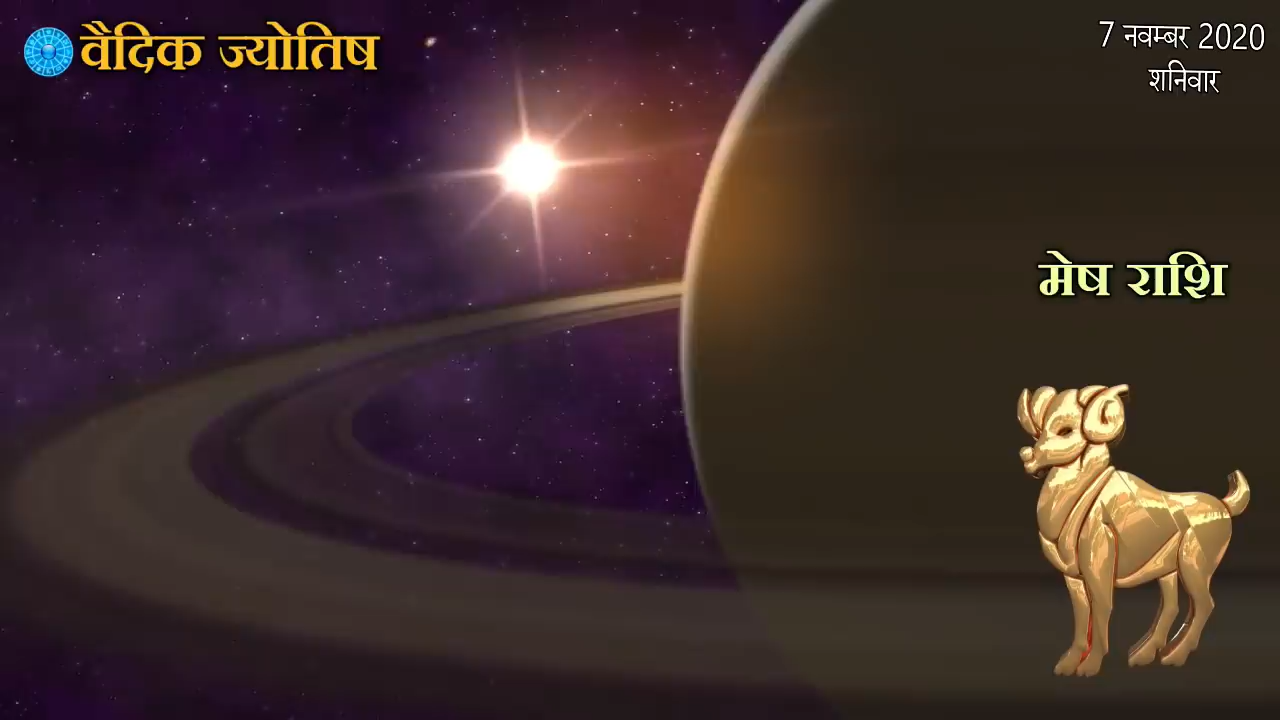 वैदिक ज्योतिष
7 नवम्बर 2020
शनिवार
मेष राशि